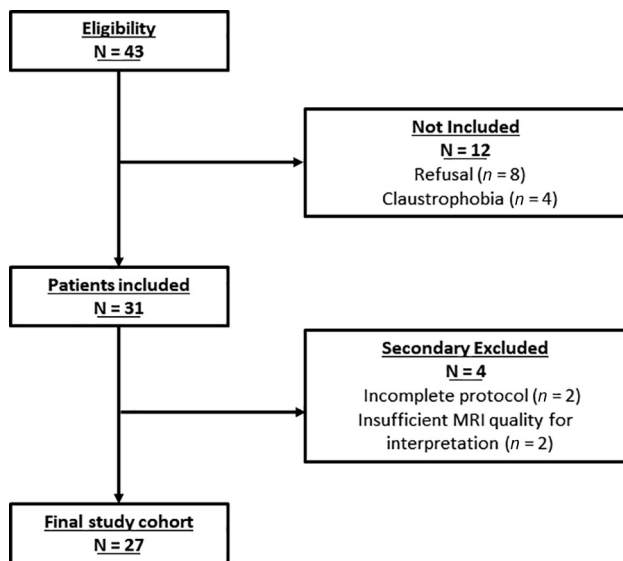 Eligibility
N = 43
Not Included
N = 12
Refusal (n = 8)
Claustrophobia (n = 4)
Patients included
N = 31
Secondary Excluded
N = 4
Incomplete protocol (n = 2)
Insufficient MRI quality for
interpretation (n = 2)
Final study cohort
N = 27